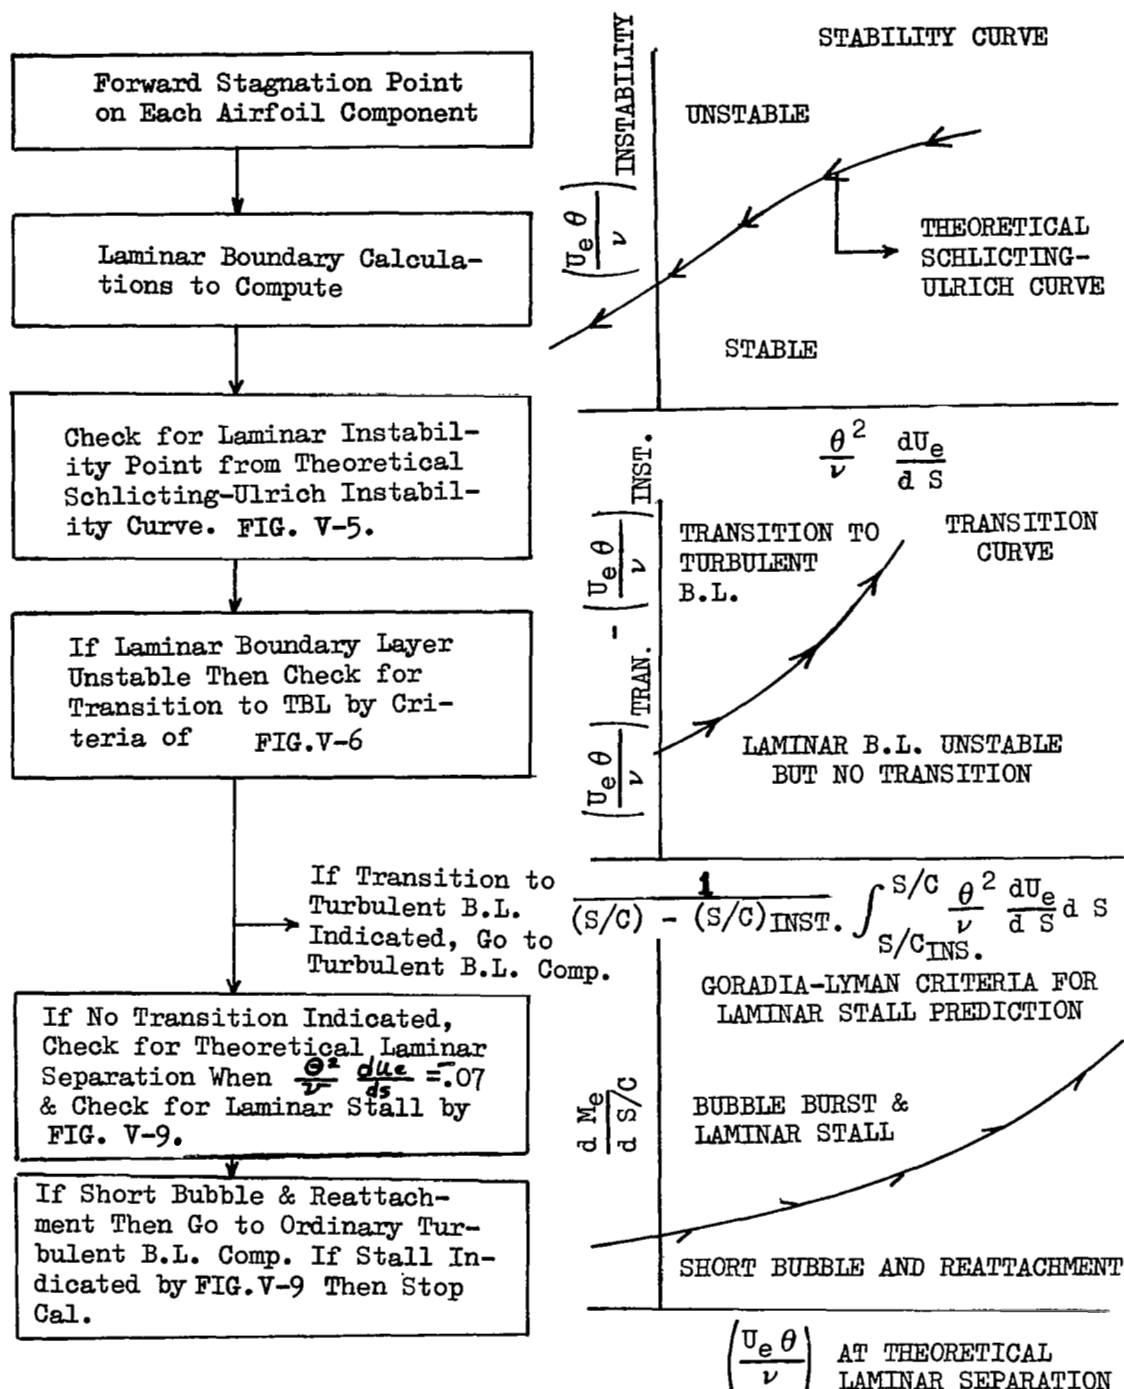 Forward Stagnation Point
on Each Airfoil Component
Laminar Boundary Calcula-
tions to Compute
Check for Laminar Instabil-
ity Point from Theoretical
Schlicting-Ulrich Instabil-
ity Curve. FIG. V-5.
If Laminar Boundary Layer
Unstable Then Check for
Transition to TBL by Cri-
teria of FIG.V-6
If Transition to
Turbulent B.L.
Indicated, Go to
Turbulent B.L. Comp.
If No Transition Indicated,
Check for Theoretical Laminar
Separation When Θ²/ν due/ds = -.07
& Check for Laminar Stall by
FIG. V-9.
If Short Bubble & Reattach-
ment Then Go to Ordinary Tur-
bulent B.L. Comp. If Stall In-
dicated by FIG.V-9 Then Stop
Cal.
STABILITY CURVE
(Ue θ/ν) INSTABILITY
UNSTABLE
THEORETICAL
SCHLICTING-
ULRICH CURVE
STABLE
θ²/ν dUe/d S
(Ue θ/ν) TRAN. - (Ue θ/ν) INST.
TRANSITION TO
TURBULENT
B.L.
TRANSITION
CURVE
LAMINAR B.L. UNSTABLE
BUT NO TRANSITION
1/(S/C) - (S/C)INST. ∫ S/C S/CINS. θ²/ν dUe/d S d S
GORADIA-LYMAN CRITERIA FOR
LAMINAR STALL PREDICTION
d Me/d S/C
BUBBLE BURST &
LAMINAR STALL
SHORT BUBBLE AND REATTACHMENT
(Ue θ/ν) AT THEORETICAL
LAMINAR SEPARATION